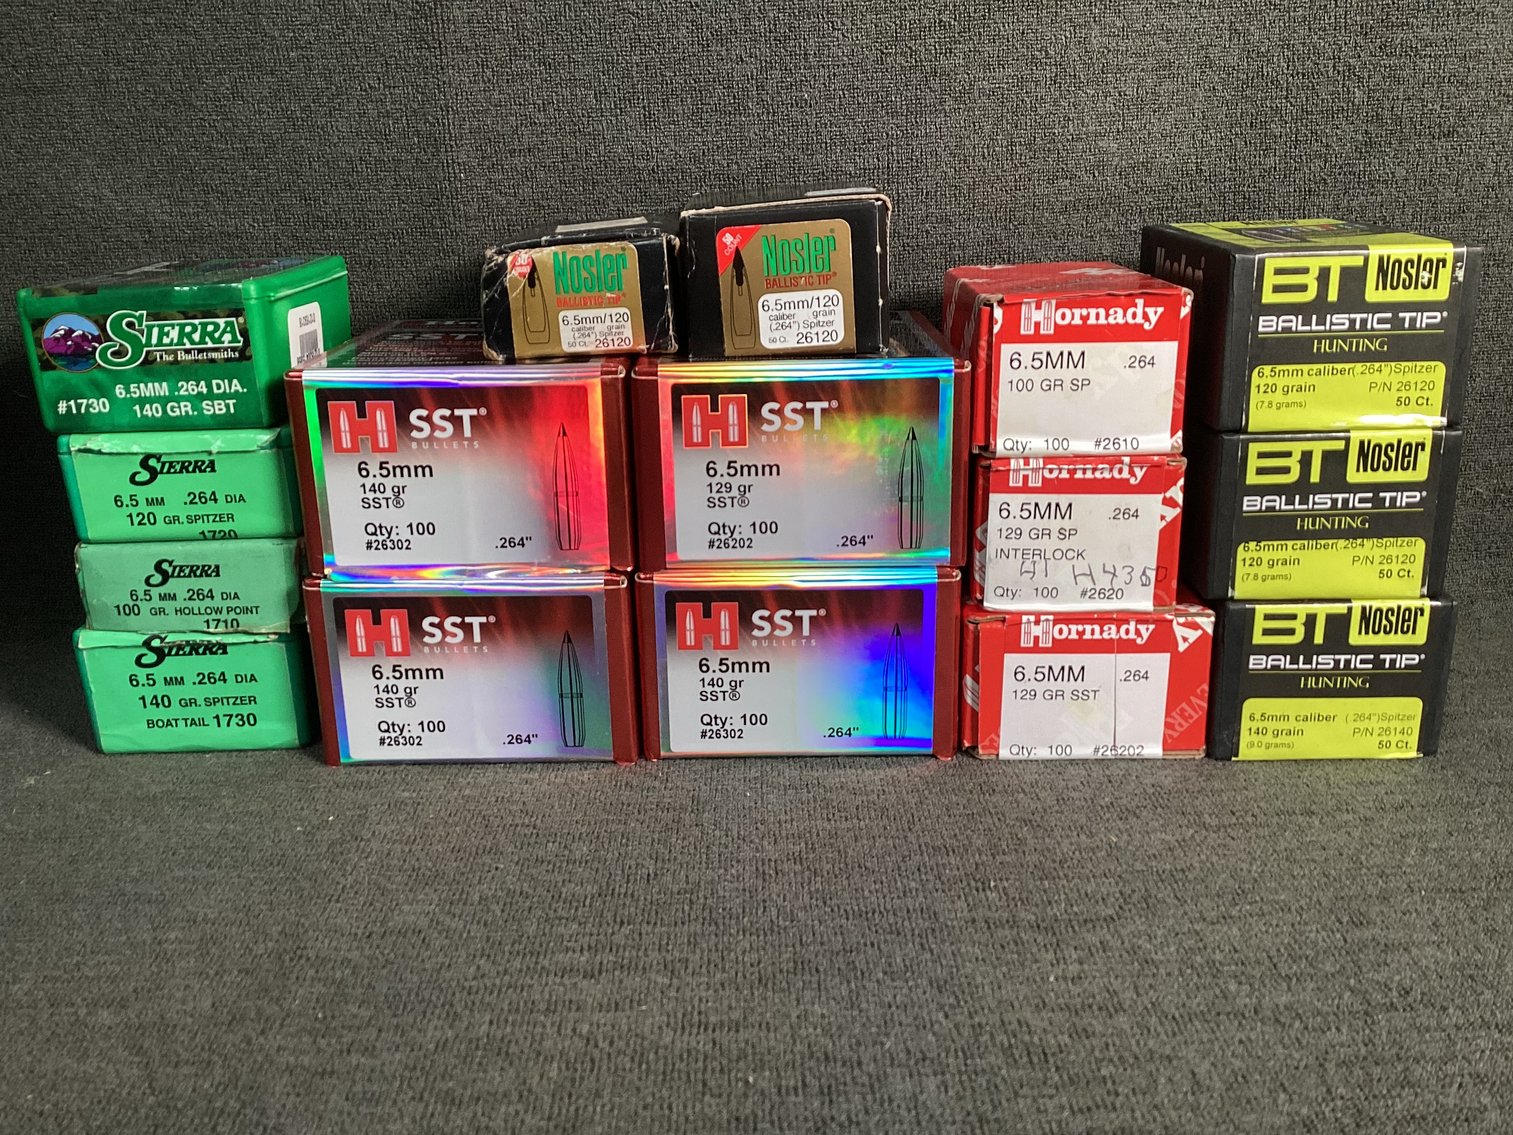 SIERRA
The Bulletsmiths
#1730 6.5MM .264 DIA.
140 GR. SBT
SIERRA
6.5 MM .264 DIA
120 GR. SPITZER
1720
SIERRA
6.5 MM .264 DIA
100 GR. HOLLOW POINT
1710
SIERRA
6.5 MM .264 DIA
140 GR. SPITZER
BOAT TAIL 1730
Nosler
BALLISTIC TIP®
6.5mm/120
caliber grain
(.264") Spitzer
50 Ct. 26120
50
COUNT
Nosler
BALLISTIC TIP®
6.5mm/120
caliber grain
(.264") Spitzer
50 Ct. 26120
H SST®
BULLETS
6.5mm
140 gr
SST®
Qty: 100
#26302 .264"
H SST®
BULLETS
6.5mm
129 gr
SST®
Qty: 100
#26202 .264"
H SST®
BULLETS
6.5mm
140 gr
SST®
Qty: 100
#26302 .264"
H SST®
BULLETS
6.5mm
140 gr
SST®
Qty: 100
#26302 .264"
Hornady
6.5MM .264
100 GR SP
Qty: 100 #2610
Hornady
6.5MM .264
129 GR SP
INTERLOCK
Qty: 100 #2620
Hornady
6.5MM .264
129 GR SST
Qty: 100 #26202
EVERY
Nosler
BT Nosler
BALLISTIC TIP®
HUNTING
6.5mm caliber(.264")Spitzer
120 grain P/N 26120
(7.8 grams) 50 Ct.
BT Nosler
BALLISTIC TIP®
HUNTING
6.5mm caliber(.264")Spitzer
120 grain P/N 26120
(7.8 grams) 50 Ct.
BT Nosler
BALLISTIC TIP®
HUNTING
6.5mm caliber (.264")Spitzer
140 grain P/N 26140
(9.0 grams) 50 Ct.